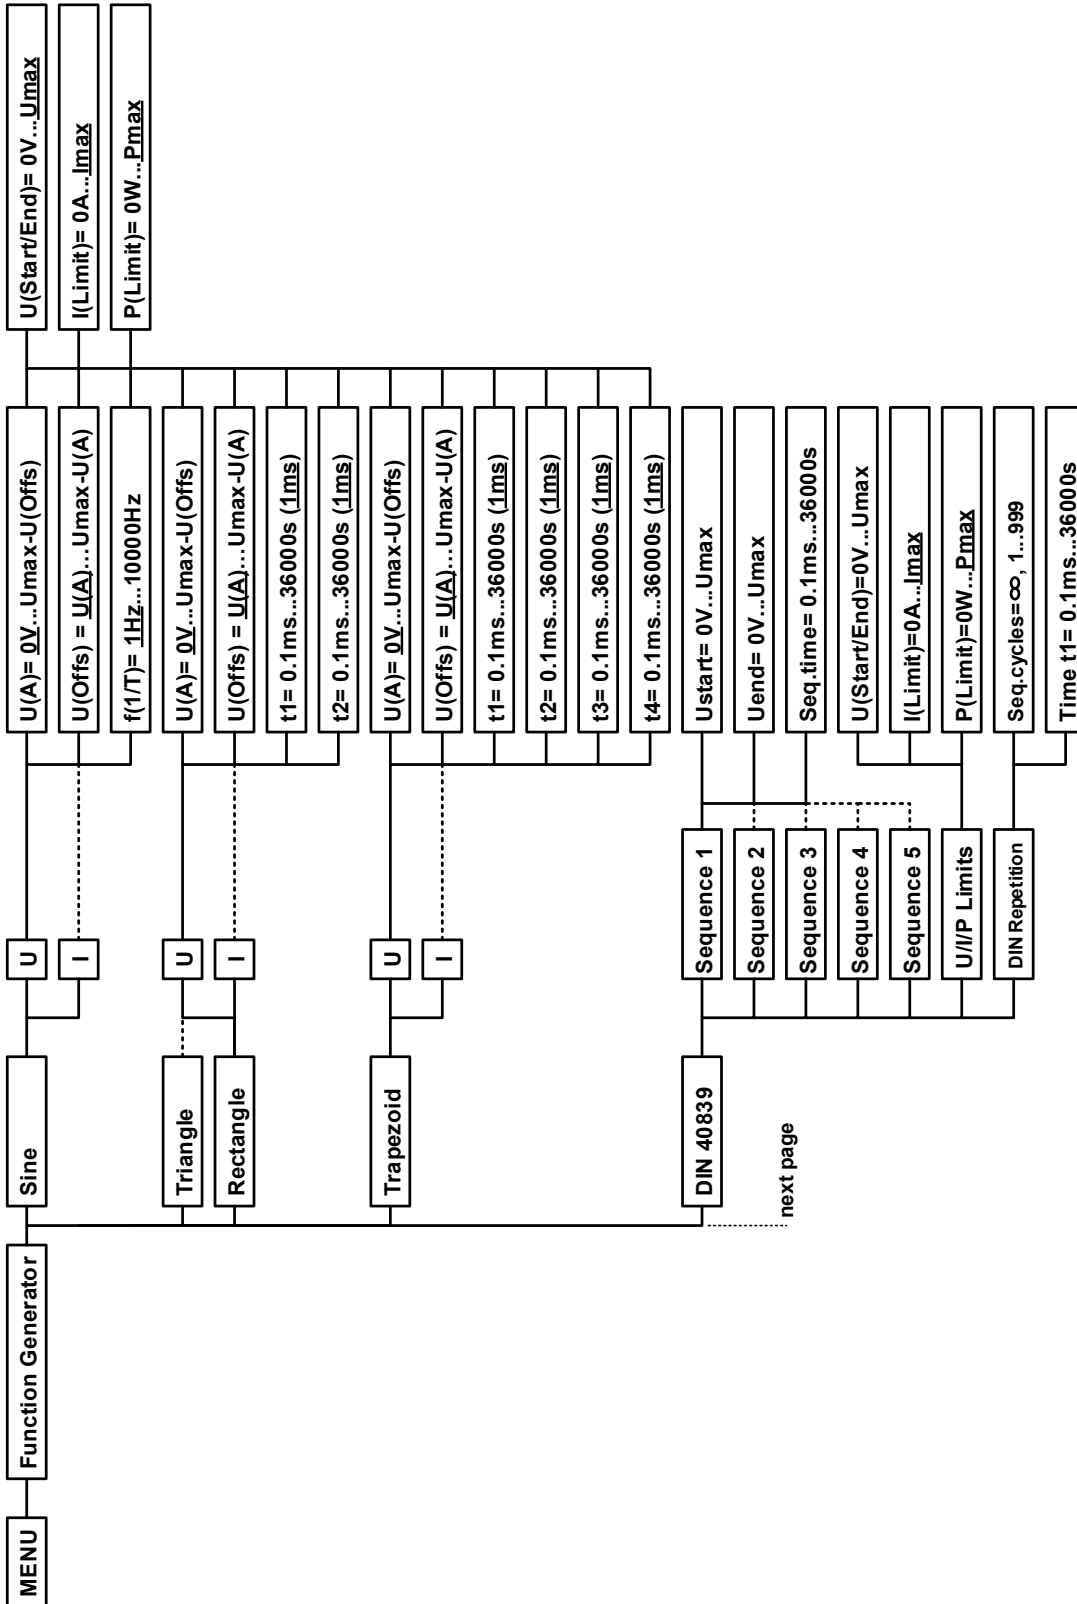 MENU
Function Generator
Sine
U
I
U(A)= 0V...Umax-U(Offs)
U(Offs) = U(A)...Umax-U(A)
f(1/T)= 1Hz...10000Hz
U(Start/End)= 0V...Umax
I(Limit)= 0A...Imax
P(Limit)= 0W...Pmax
Triangle
Rectangle
U
I
U(A)= 0V...Umax-U(Offs)
U(Offs) = U(A)...Umax-U(A)
t1= 0.1ms...36000s (1ms)
t2= 0.1ms...36000s (1ms)
Trapezoid
U
I
U(A)= 0V...Umax-U(Offs)
U(Offs) = U(A)...Umax-U(A)
t1= 0.1ms...36000s (1ms)
t2= 0.1ms...36000s (1ms)
t3= 0.1ms...36000s (1ms)
t4= 0.1ms...36000s (1ms)
DIN 40839
Sequence 1
Sequence 2
Sequence 3
Sequence 4
Sequence 5
U/I/P Limits
DIN Repetition
Ustart= 0V...Umax
Uend= 0V...Umax
Seq.time= 0.1ms...36000s
U(Start/End)=0V...Umax
I(Limit)=0A...Imax
P(Limit)=0W...Pmax
Seq.cycles=∞, 1...999
Time t1= 0.1ms...36000s
next page